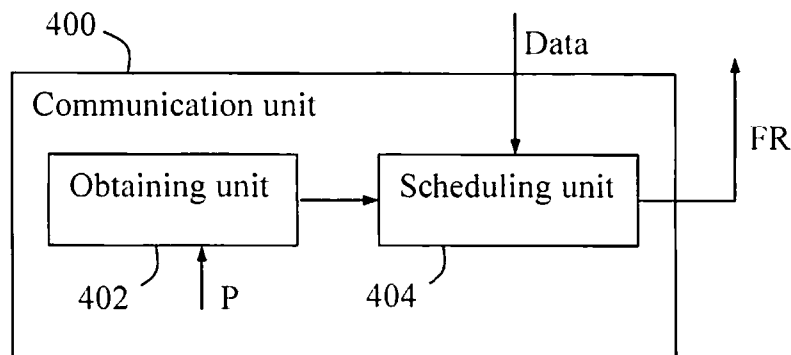 400
Data
Communication unit
FR
Obtaining unit
Scheduling unit
402
P
404